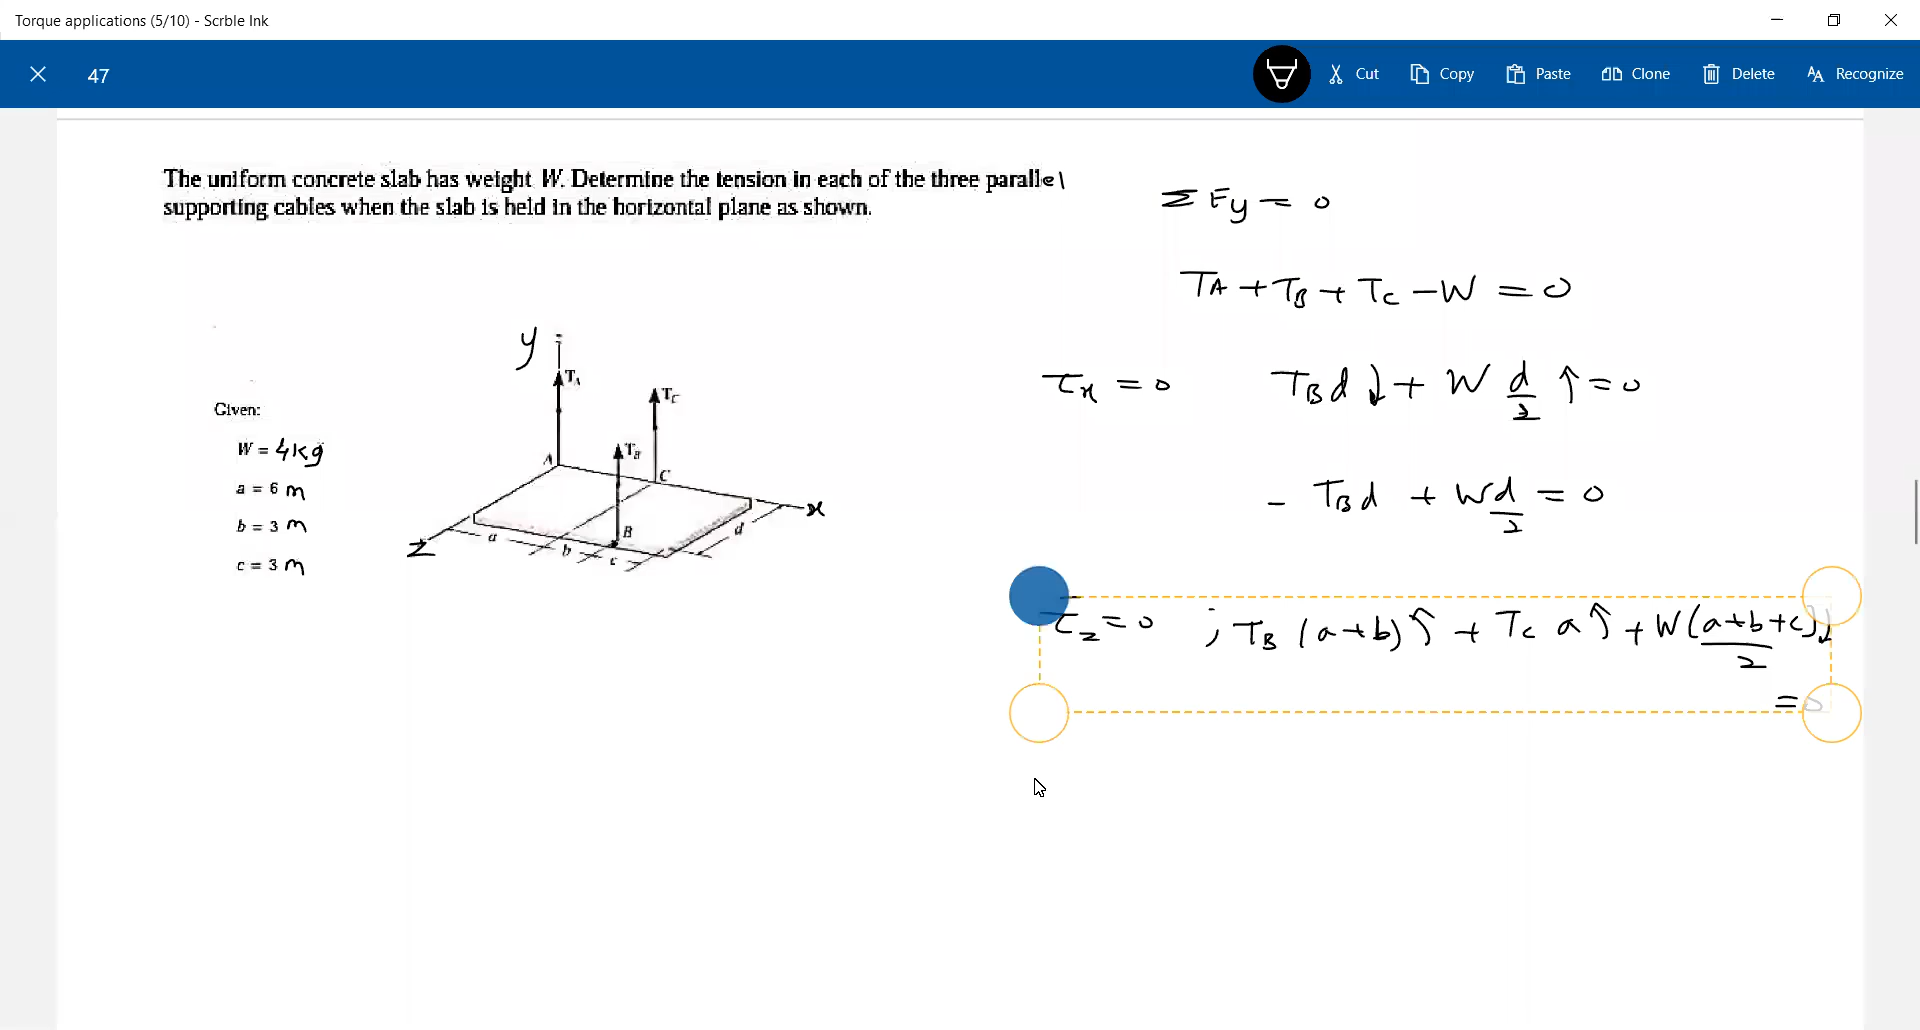 Torque applications (5/10) - Scrble Ink
47
Cut
Copy
Paste
Clone
Delete
Recognize
The uniform concrete slab has weight W. Determine the tension in each of the three parallel
supporting cables when the slab is held in the horizontal plane as shown.
ΣFy = 0
TA + TB + TC - W = 0
τx = 0 TBd ↓ + W d/2 ↑ = 0
- TBd + Wd/2 = 0
τz = 0 ; TB (a+b) ↑ + TC a ↑ + W (a+b+c)/2 ↓
= 0
Given:
W = 4kg
a = 6 m
b = 3 m
c = 3 m
y
TA
TC
TB
A
C
B
x
z
a
b
c
d